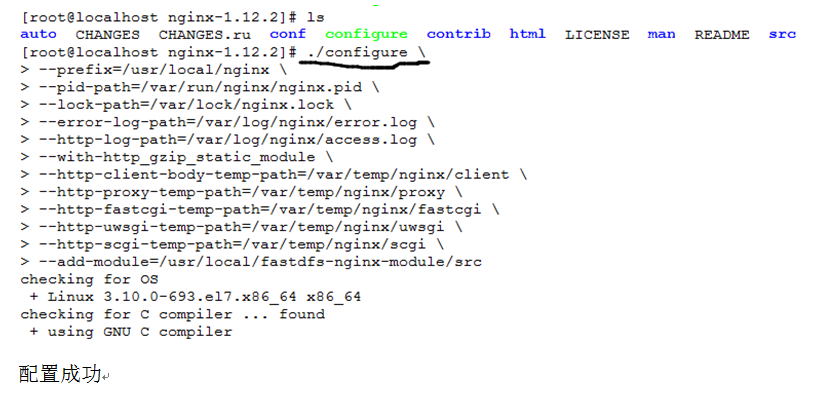 [root@localhost nginx-1.12.2]# ls
auto CHANGES CHANGES.ru conf configure contrib html LICENSE man README src
[root@localhost nginx-1.12.2]# ./configure \
> --prefix=/usr/local/nginx \
> --pid-path=/var/run/nginx/nginx.pid \
> --lock-path=/var/lock/nginx.lock \
> --error-log-path=/var/log/nginx/error.log \
> --http-log-path=/var/log/nginx/access.log \
> --with-http_gzip_static_module \
> --http-client-body-temp-path=/var/temp/nginx/client \
> --http-proxy-temp-path=/var/temp/nginx/proxy \
> --http-fastcgi-temp-path=/var/temp/nginx/fastcgi \
> --http-uwsgi-temp-path=/var/temp/nginx/uwsgi \
> --http-scgi-temp-path=/var/temp/nginx/scgi \
> --add-module=/usr/local/fastdfs-nginx-module/src
checking for OS
 + Linux 3.10.0-693.el7.x86_64 x86_64
checking for C compiler ... found
 + using GNU C compiler
配置成功